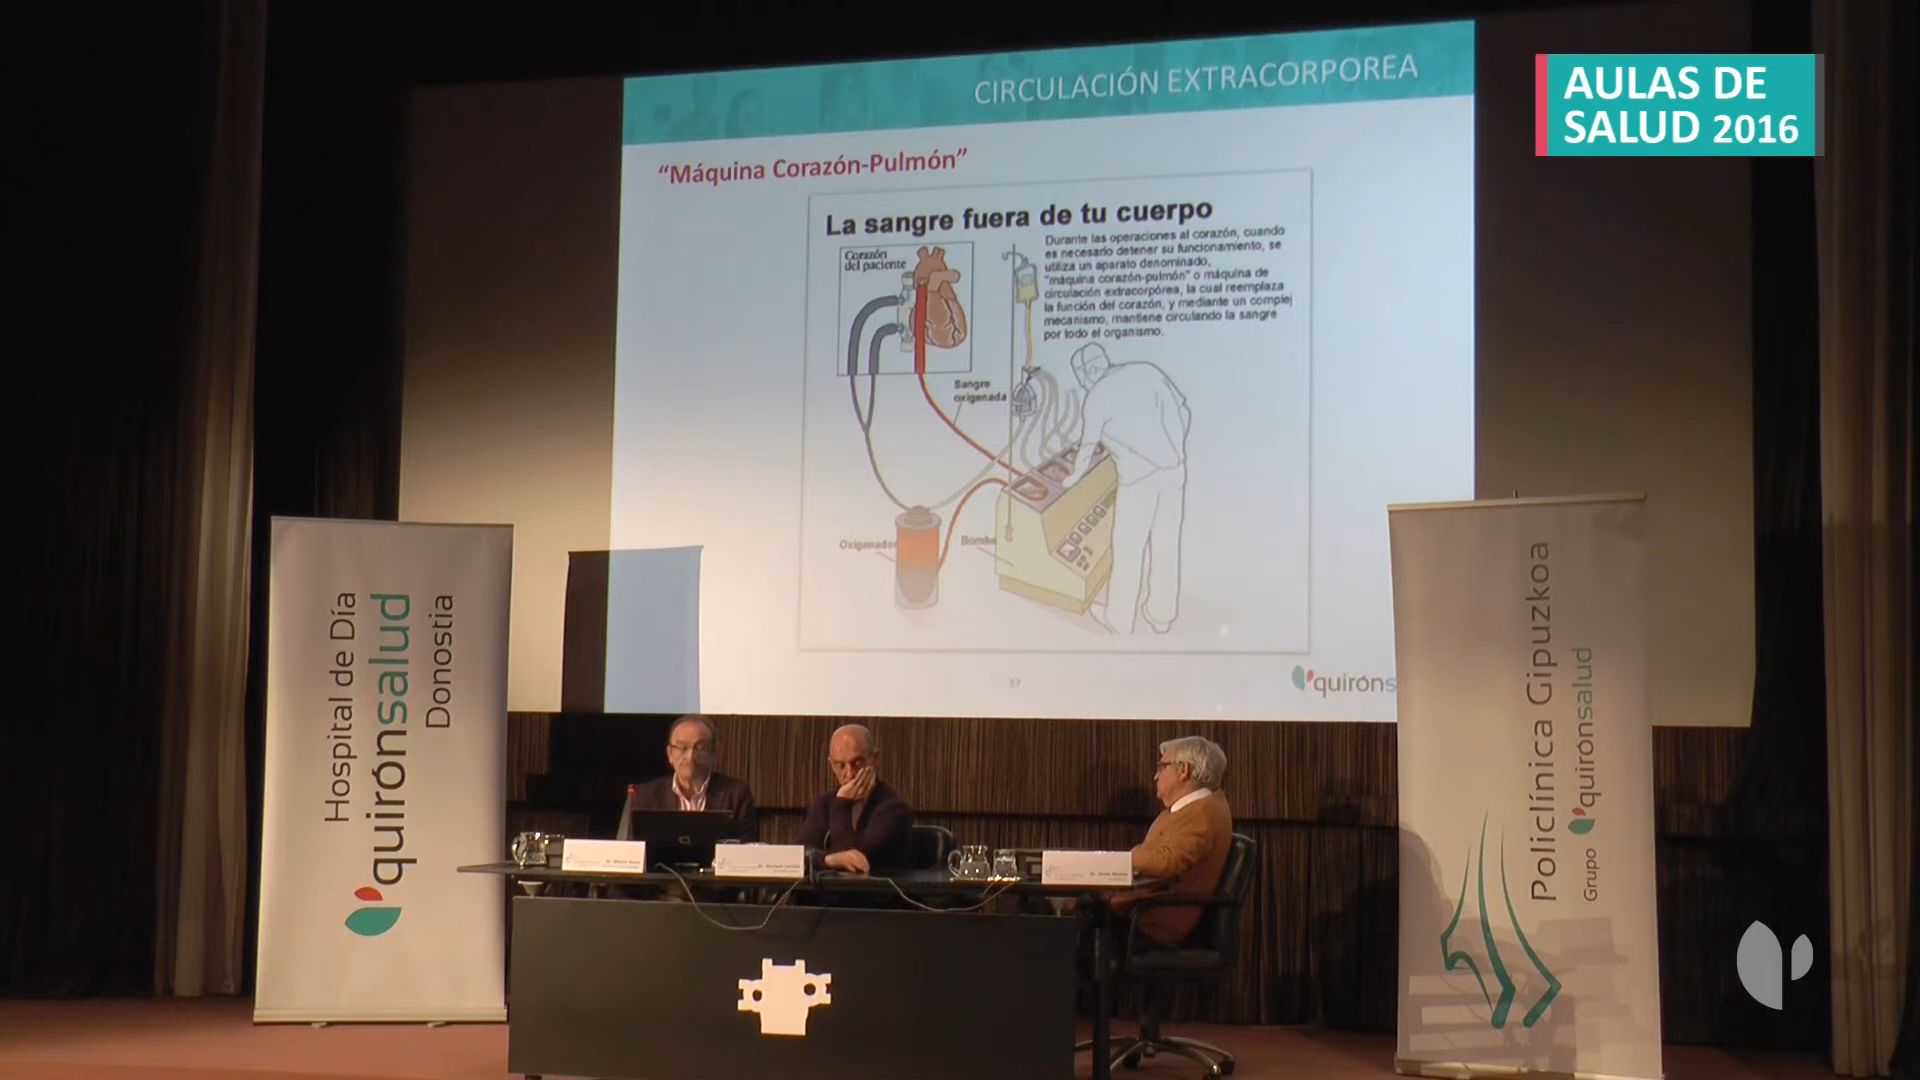 CIRCULACIÓN EXTRACORPOREA
AULAS DE
SALUD 2016
“Máquina Corazón-Pulmón”
La sangre fuera de tu cuerpo
Corazón
del paciente
Durante las operaciones al corazón, cuando
es necesario detener su funcionamiento, se
utiliza un aparato denominado,
"máquina corazón-pulmón" o máquina de
circulación extracorpórea, la cual reemplaza
la función del corazón, y mediante un complej
mecanismo, mantiene circulando la sangre
por todo el organismo.
Sangre
oxigenada
Oxigenador
Bomba
57
quiróns
Hospital de Día
quirónsalud
Donostia
Policlínica Gipuzkoa
Grupo quirónsalud